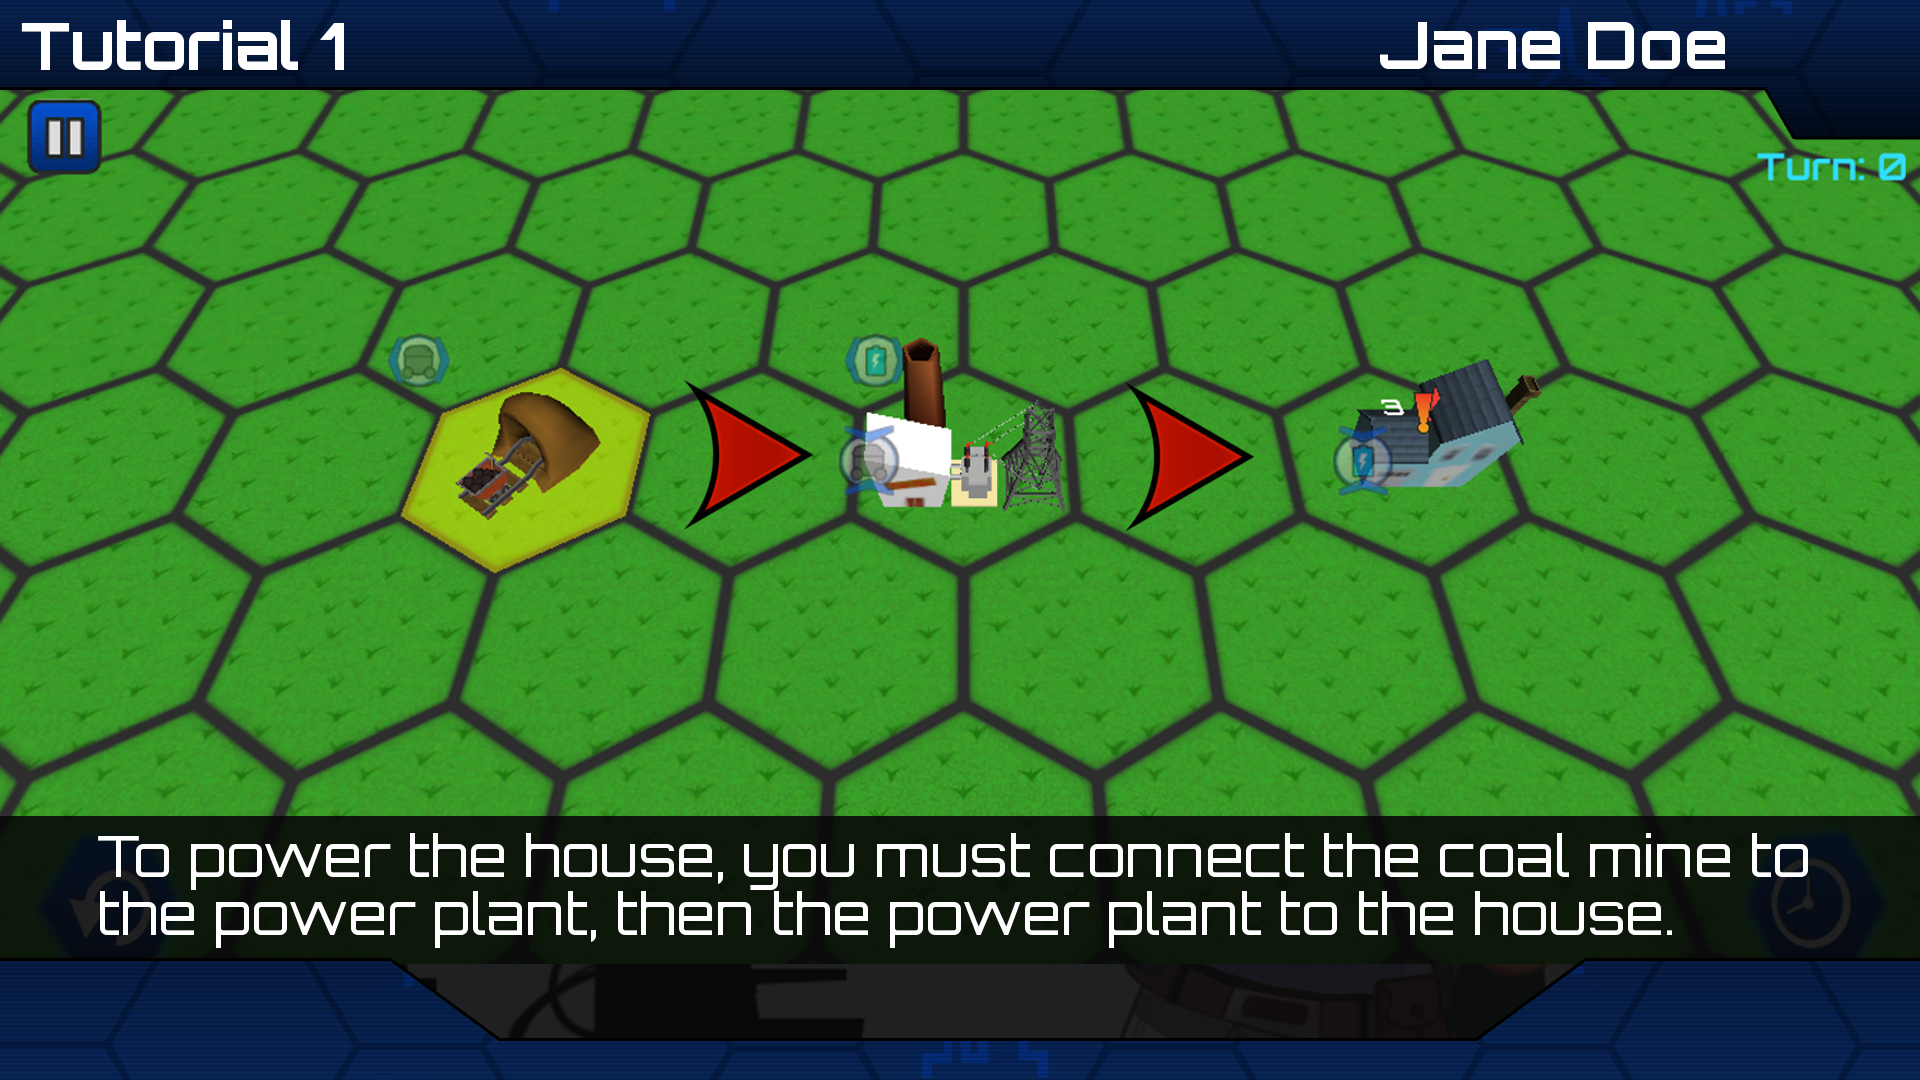 Tutorial 1
Jane Doe
Turn: 0
3
To power the house, you must connect the coal mine to
the power plant, then the power plant to the house.